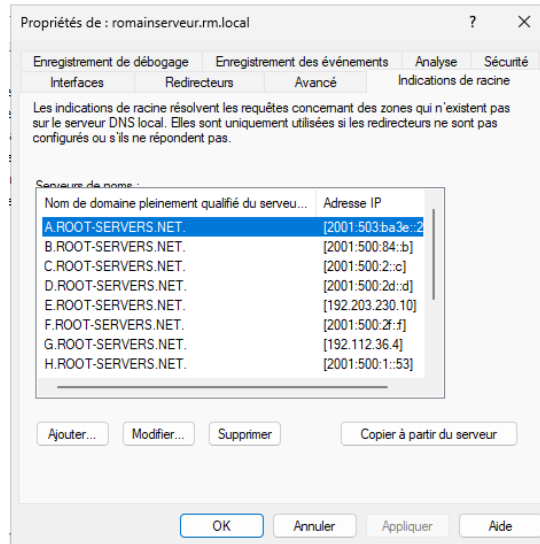 Propriétés de : romainserveur.rm.local ? ×
Enregistrement de débogage Enregistrement des événements Analyse Sécurité
Interfaces Redirecteurs Avancé Indications de racine
Les indications de racine résolvent les requêtes concernant des zones qui n'existent pas
sur le serveur DNS local. Elles sont uniquement utilisées si les redirecteurs ne sont pas
configurés ou s'ils ne répondent pas.
Serveurs de noms :
Nom de domaine pleinement qualifié du serveu... Adresse IP
A.ROOT-SERVERS.NET. [2001:503:ba3e::2
B.ROOT-SERVERS.NET. [2001:500:84::b]
C.ROOT-SERVERS.NET. [2001:500:2::c]
D.ROOT-SERVERS.NET. [2001:500:2d::d]
E.ROOT-SERVERS.NET. [192.203.230.10]
F.ROOT-SERVERS.NET. [2001:500:2f::f]
G.ROOT-SERVERS.NET. [192.112.36.4]
H.ROOT-SERVERS.NET. [2001:500:1::53]
Ajouter... Modifier... Supprimer Copier à partir du serveur
OK Annuler Appliquer Aide